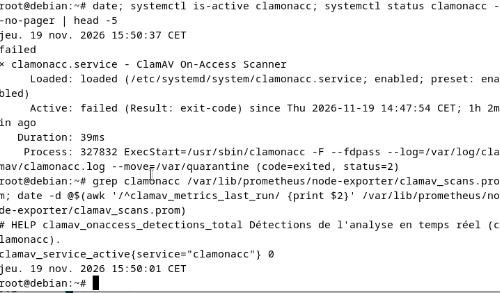 root@debian:~# date; systemctl is-active clamonacc; systemctl status clamonacc -
-no-pager | head -5
jeu. 19 nov. 2026 15:50:37 CET
failed
× clamonacc.service - ClamAV On-Access Scanner
Loaded: loaded (/etc/systemd/system/clamonacc.service; enabled; preset: ena
bled)
Active: failed (Result: exit-code) since Thu 2026-11-19 14:47:54 CET; 1h 2m
in ago
Duration: 39ms
Process: 327832 ExecStart=/usr/sbin/clamonacc -F --fdpass --log=/var/log/cla
mav/clamonacc.log --move=/var/quarantine (code=exited, status=2)
root@debian:~# grep clamonacc /var/lib/prometheus/node-exporter/clamav_scans.pro
m; date -d @$(awk '/^clamav_metrics_last_run/ {print $2}' /var/lib/prometheus/no
de-exporter/clamav_scans.prom)
# HELP clamav_onaccess_detections_total Détections de l'analyse en temps réel (c
lamonacc).
clamav_service_active{service="clamonacc"} 0
jeu. 19 nov. 2026 15:50:01 CET
root@debian:~#